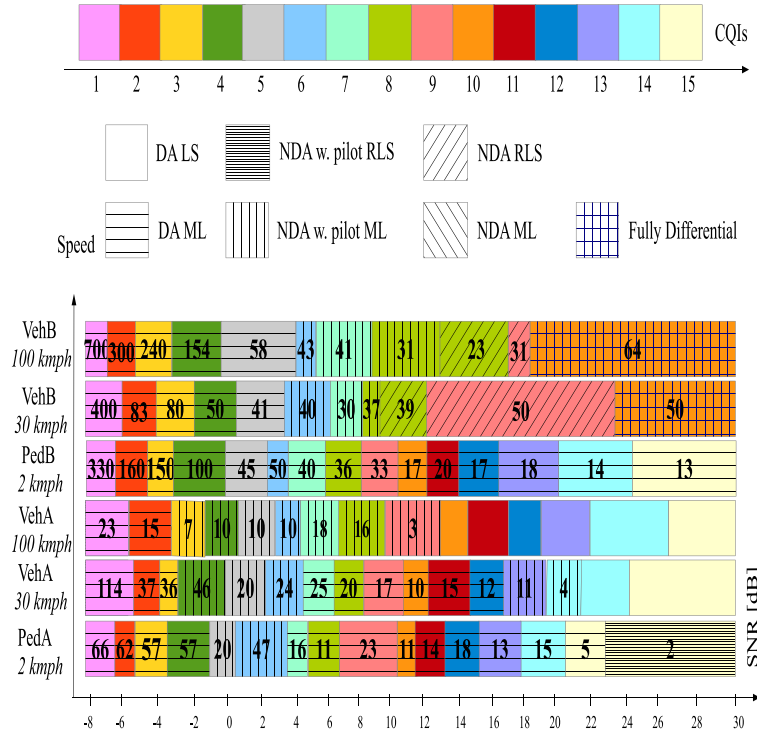 CQIs
1 2 3 4 5 6 7 8 9 10 11 12 13 14 15
DA LS
NDA w. pilot RLS
NDA RLS
Speed
DA ML
NDA w. pilot ML
NDA ML
Fully Differential
VehB
100 kmph
700 300 240 154 58 43 41 31 23 31 64
VehB
30 kmph
400 83 80 50 41 40 30 37 39 50 50
PedB
2 kmph
330 160 150 100 45 50 40 36 33 17 20 17 18 14 13
VehA
100 kmph
23 15 7 10 10 10 18 16 3
VehA
30 kmph
114 37 36 46 20 24 25 20 17 10 15 12 11 4
PedA
2 kmph
66 62 57 57 20 47 16 11 23 11 14 18 13 15 5 2
SNR [dB]
-8 -6 -4 -2 0 2 4 6 8 10 12 14 16 18 20 22 24 26 28 30